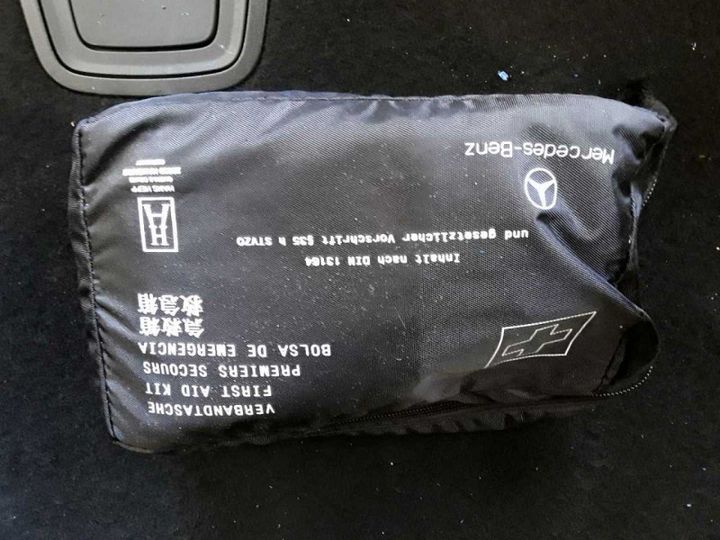 VERBANDTASCHE
FIRST AID KIT
PREMIERS SECOURS
BOLSA DE EMERGENCIA
急救箱
救急箱
Inhalt nach DIN 13164
und gesetzlicher Vorschrift §35 h STVZO
Mercedes-Benz